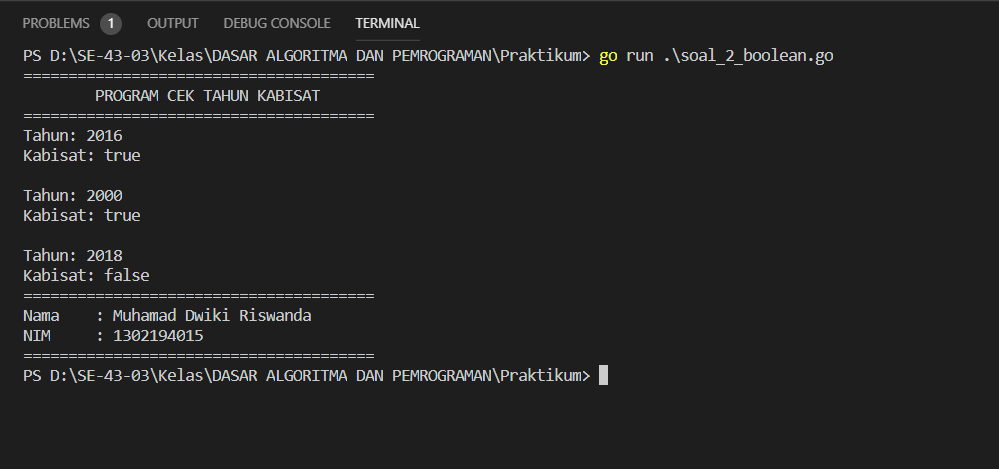 PROBLEMS 1 OUTPUT DEBUG CONSOLE TERMINAL
PS D:\SE-43-03\Kelas\DASAR ALGORITMA DAN PEMROGRAMAN\Praktikum> go run .\soal_2_boolean.go
=======================================
        PROGRAM CEK TAHUN KABISAT
=======================================
Tahun: 2016
Kabisat: true

Tahun: 2000
Kabisat: true

Tahun: 2018
Kabisat: false
=======================================
Nama    : Muhamad Dwiki Riswanda
NIM     : 1302194015
=======================================
PS D:\SE-43-03\Kelas\DASAR ALGORITMA DAN PEMROGRAMAN\Praktikum>